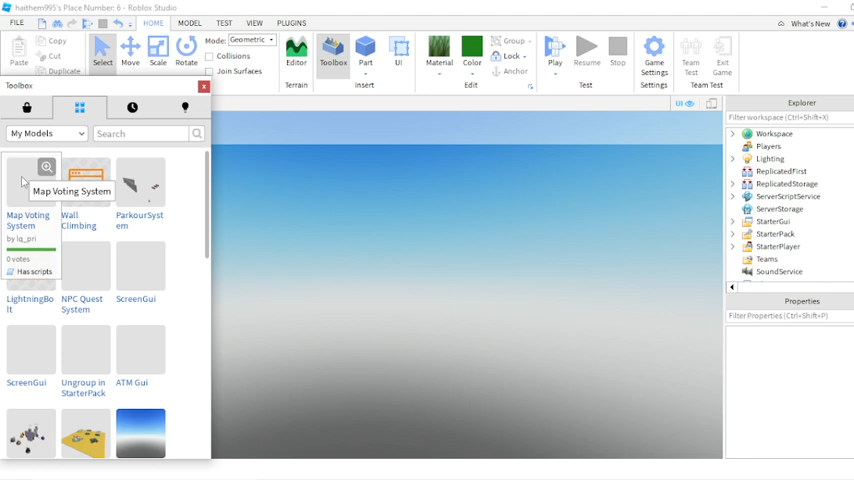 haithem995's Place Number: 6 - Roblox Studio
FILE
HOME
MODEL
TEST
VIEW
PLUGINS
What's New
Paste
Copy
Cut
Duplicate
Select
Move
Scale
Rotate
Mode: Geometric
Collisions
Join Surfaces
Editor
Terrain
Toolbox
Part
UI
Insert
Material
Color
Group
Lock
Anchor
Edit
Play
Resume
Stop
Test
Game Settings
Settings
Team Test
Exit Game
Team Test
Toolbox
x
My Models
Search
Map Voting System
Map Voting System
by lq_pri
0 votes
Has scripts
Wall Climbing
ParkourSyst
em
LightningBo
lt
NPC Quest System
ScreenGui
ScreenGui
Ungroup in StarterPack
ATM Gui
UI
Explorer
Filter workspace (Ctrl+Shift+X)
Workspace
Players
Lighting
ReplicatedFirst
ReplicatedStorage
ServerScriptService
ServerStorage
StarterGui
StarterPack
StarterPlayer
Teams
SoundService
Properties
Filter Properties (Ctrl+Shift+P)